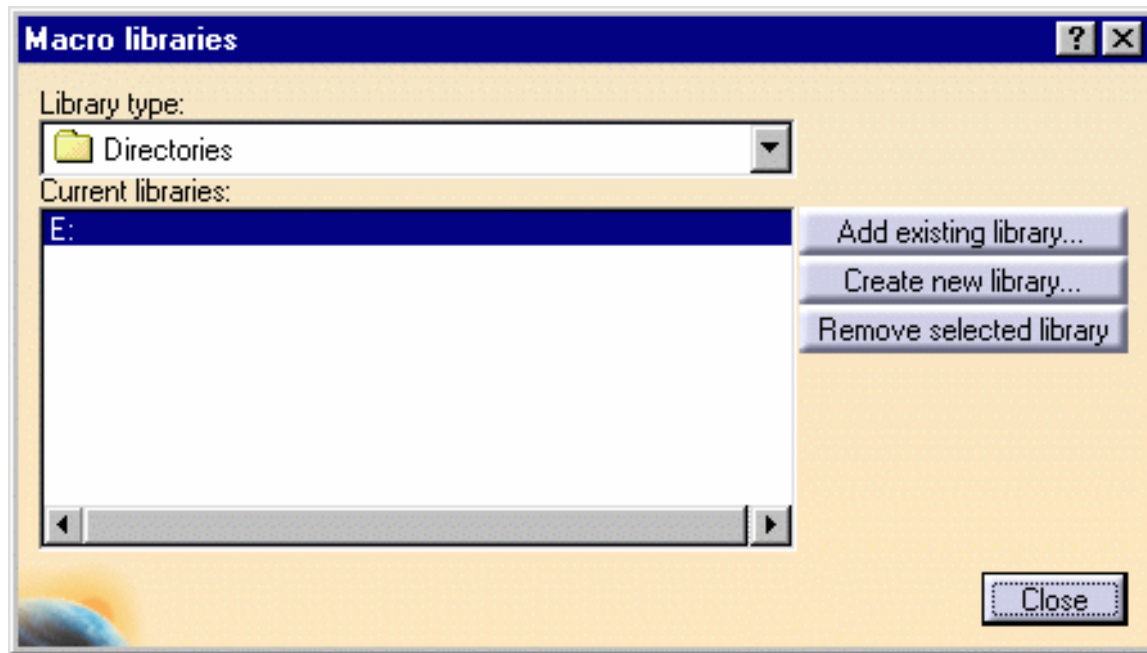 Macro libraries
Library type:
Directories
Current libraries:
E:
Add existing library...
Create new library...
Remove selected library
Close